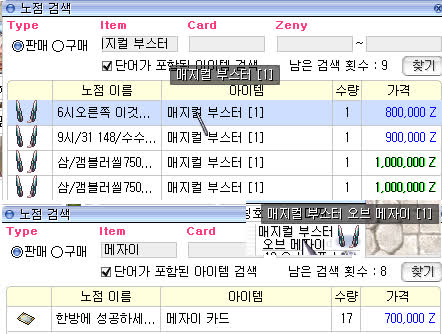 노점 검색
Type Item Card Zeny
판매 구매 ㅣ지컬 부스터 ~
단어가 포함된 아이템 검색 남은 검색 횟수 : 9 찾기
매지컬 부스터 [1]
노점 이름 아이템 수량 가격
6시오른쪽 이것... 매지컬 부스터 [1] 1 800,000 Z
9시/31 148/수수... 매지컬 부스터 [1] 1 900,000 Z
삼/갬블러씰750... 매지컬 부스터 [1] 1 1,000,000 Z
삼/갬블러씰750... 매지컬 부스터 [1] 1 1,000,000 Z
노점 검색
매지컬 부스터 오브 메자이 [1]
Type Item Card
매지컬 부스터
오브 메자이
판매 구매 메자이
단어가 포함된 아이템 검색 남은 검색 횟수 : 8 찾기
노점 이름 아이템 수량 가격
한방에 성공하세... 메자이 카드 17 700,000 Z